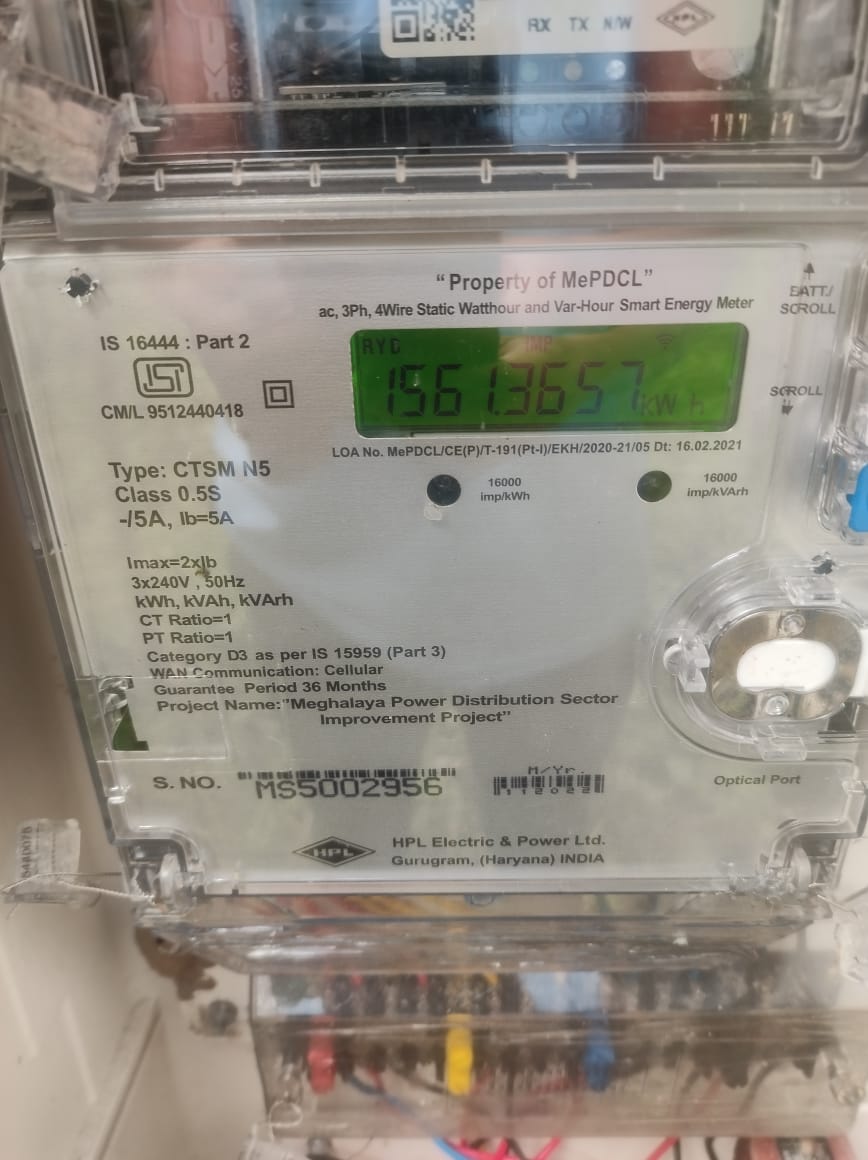 RX TX N/W
HPL
"Property of MePDCL"
ac, 3Ph, 4Wire Static Watthour and Var-Hour Smart Energy Meter
BATT./
SCROLL
IS 16444 : Part 2
ISI
CM/L 9512440418
RYB IMP
1561.3657 kWh
SCROLL
LOA No. MePDCL/CE(P)/T-191(Pt-I)/EKH/2020-21/05 Dt: 16.02.2021
16000
imp/kWh
16000
imp/kVArh
Type: CTSM N5
Class 0.5S
-/5A, Ib=5A
Imax=2xIb
3x240V , 50Hz
kWh, kVAh, kVArh
CT Ratio=1
PT Ratio=1
Category D3 as per IS 15959 (Part 3)
WAN Communication: Cellular
Guarantee Period 36 Months
Project Name:"Meghalaya Power Distribution Sector
Improvement Project"
S. NO. MS5002956
M/Yr.
112022
Optical Port
HPL
HPL Electric & Power Ltd.
Gurugram, (Haryana) INDIA